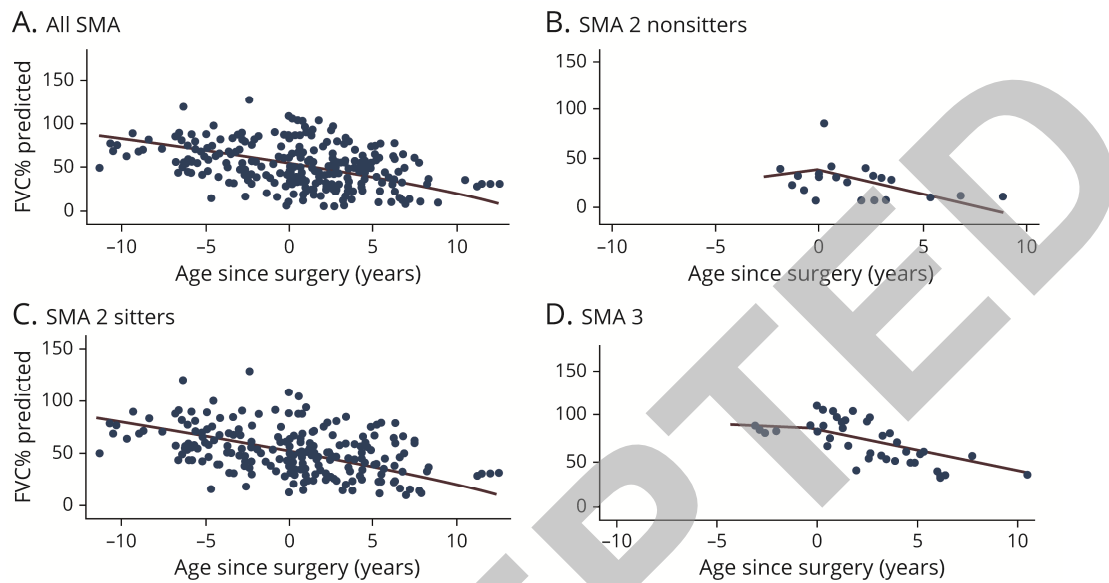 A. All SMA
FVC% predicted
150
100
50
0
−10 −5 0 5 10
Age since surgery (years)
B. SMA 2 nonsitters
150
100
50
0
−10 −5 0 5 10
Age since surgery (years)
C. SMA 2 sitters
FVC% predicted
150
100
50
0
−10 −5 0 5 10
Age since surgery (years)
D. SMA 3
150
100
50
0
−10 −5 0 5 10
Age since surgery (years)
PTED